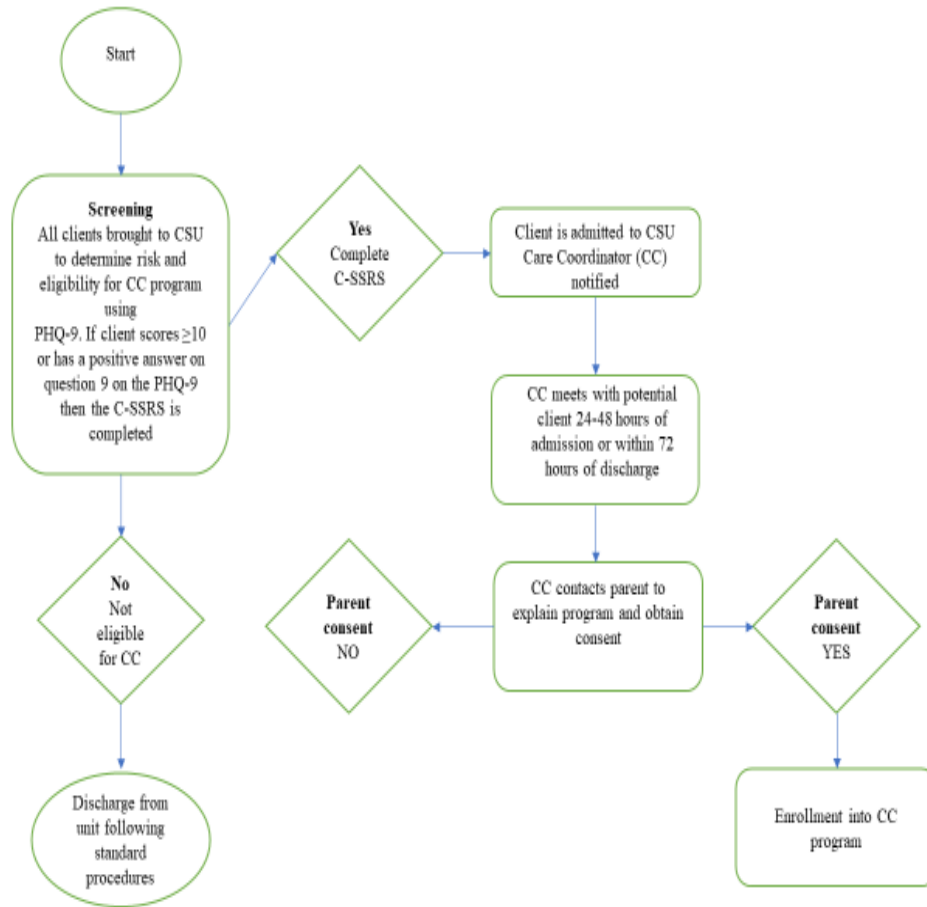 Start
Screening
All clients brought to CSU
to determine risk and
eligibility for CC program
using
PHQ-9. If client scores ≥10
or has a positive answer on
question 9 on the PHQ-9
then the C-SSRS is
completed
Yes
Complete
C-SSRS
Client is admitted to CSU
Care Coordinator (CC)
notified
CC meets with potential
client 24-48 hours of
admission or within 72
hours of discharge
CC contacts parent to
explain program and obtain
consent
Parent
consent
NO
Parent
consent
YES
Enrollment into CC
program
No
Not
eligible
for CC
Discharge from
unit following
standard
procedures